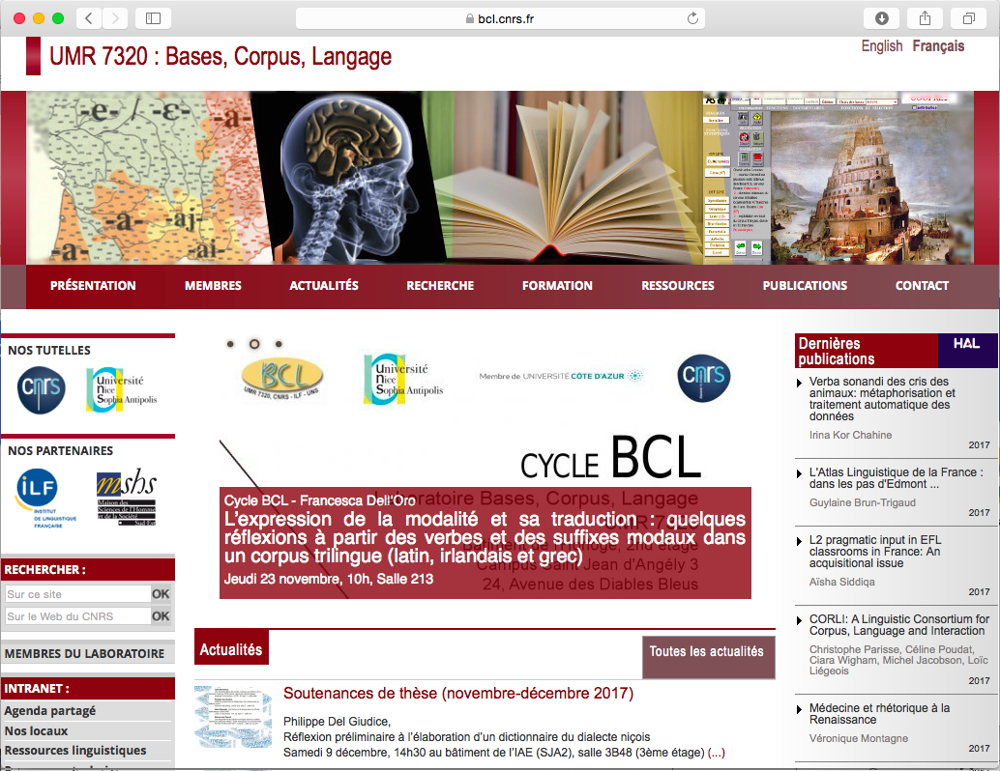 bcl.cnrs.fr
UMR 7320 : Bases, Corpus, Langage
English Français
-e- / -ε-
-a-
-a-
-aj-
-a-
-ai-
PRÉSENTATION MEMBRES ACTUALITÉS RECHERCHE FORMATION RESSOURCES PUBLICATIONS CONTACT
NOS TUTELLES
cnrs
Université
Nice
Sophia Antipolis
NOS PARTENAIRES
iLF
INSTITUT
DE LINGUISTIQUE
FRANÇAISE
mshs
Maison des
Sciences de l'Homme
et de la Société
Sud-Est
RECHERCHER :
Sur ce site OK
Sur le Web du CNRS OK
MEMBRES DU LABORATOIRE
INTRANET :
Agenda partagé
Nos locaux
Ressources linguistiques
BCL
UMR 7320, CNRS - ILF - UNS
Université
Nice
Sophia Antipolis
Membre de UNIVERSITÉ CÔTE D'AZUR
cnrs
CYCLE BCL
Laboratoire Bases, Corpus, Langage
Cycle BCL - Francesca Dell'Oro
L'expression de la modalité et sa traduction : quelques
réflexions à partir des verbes et des suffixes modaux dans
un corpus trilingue (latin, irlandais et grec)
Jeudi 23 novembre, 10h, Salle 213
Campus Saint Jean d'Angély 3
24, Avenue des Diables Bleus
Actualités
Toutes les actualités
Soutenances de thèse (novembre-décembre 2017)
Philippe Del Giudice,
Réflexion préliminaire à l'élaboration d'un dictionnaire du dialecte niçois
Samedi 9 décembre, 14h30 au bâtiment de l'IAE (SJA2), salle 3B48 (3ème étage) (...)
Dernières
publications
HAL
Verba sonandi des cris des
animaux: métaphorisation et
traitement automatique des
données
Irina Kor Chahine
2017
L'Atlas Linguistique de la France :
dans les pas d'Edmont ...
Guylaine Brun-Trigaud
2017
L2 pragmatic input in EFL
classrooms in France: An
acquisitional issue
Aïsha Siddiqa
2017
CORLI: A Linguistic Consortium for
Corpus, Language and Interaction
Christophe Parisse, Céline Poudat,
Ciara Wigham, Michel Jacobson, Loïc
Liégeois
2017
Médecine et rhétorique à la
Renaissance
Véronique Montagne
2017